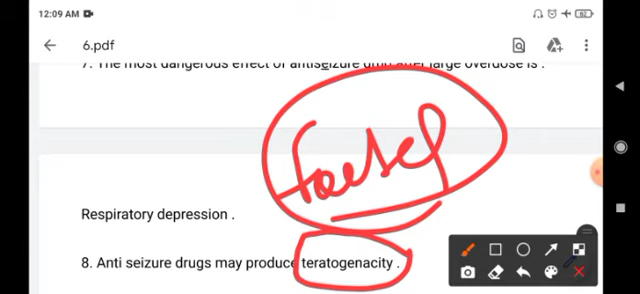 12:09 AM
62
6.pdf
7. The most dangerous effect of antiseizure drug after large overdose is :
Respiratory depression .
8. Anti seizure drugs may produce teratogenacity .